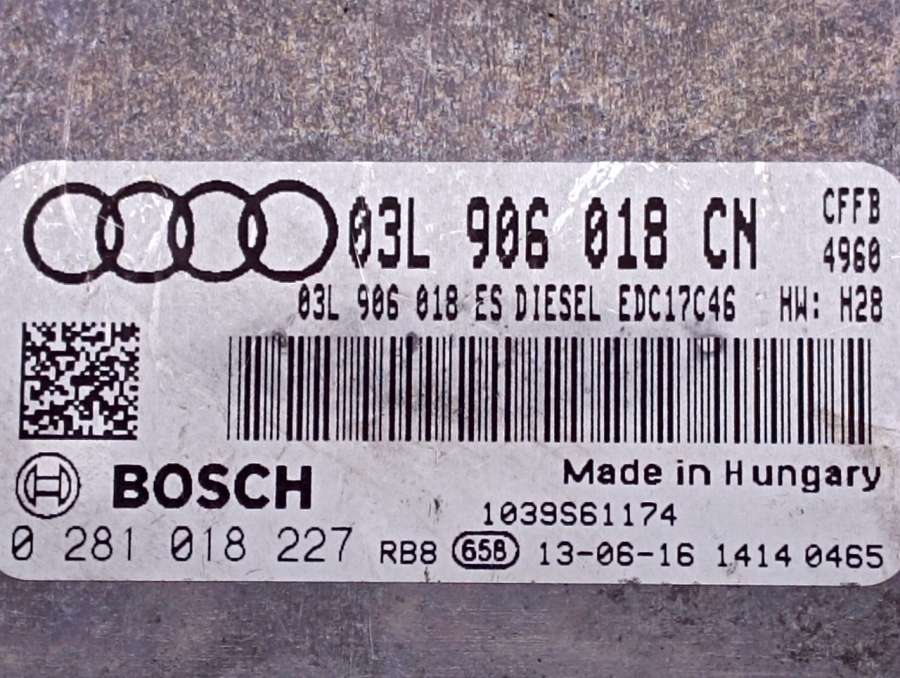 03L 906 018 CN CFFB
4960
03L 906 018 ES DIESEL EDC17C46 HW: H28
BOSCH Made in Hungary
1039S61174
0 281 018 227 RB8 65B 13-06-16 1414 0465